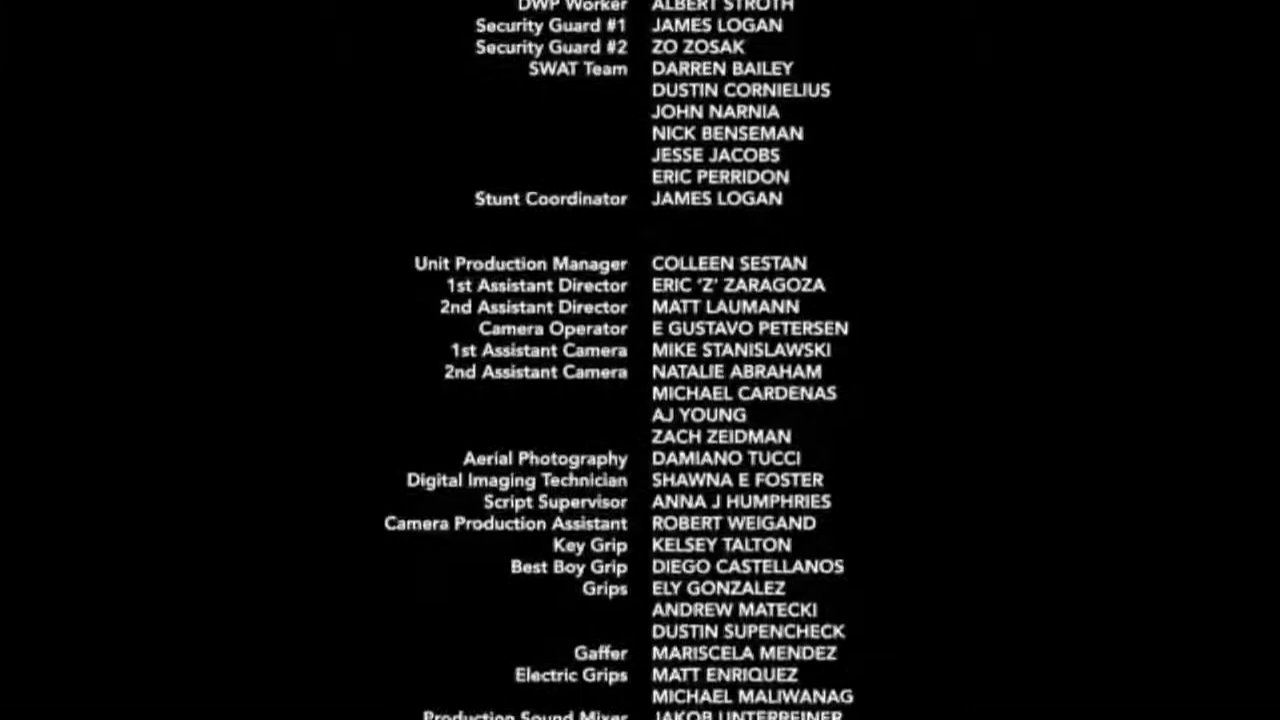 DWP Worker ALBERT STROTH
Security Guard #1 JAMES LOGAN
Security Guard #2 ZO ZOSAK
SWAT Team DARREN BAILEY
DUSTIN CORNIELIUS
JOHN NARNIA
NICK BENSEMAN
JESSE JACOBS
ERIC PERRIDON
Stunt Coordinator JAMES LOGAN
Unit Production Manager COLLEEN SESTAN
1st Assistant Director ERIC ‘Z’ ZARAGOZA
2nd Assistant Director MATT LAUMANN
Camera Operator E GUSTAVO PETERSEN
1st Assistant Camera MIKE STANISLAWSKI
2nd Assistant Camera NATALIE ABRAHAM
MICHAEL CARDENAS
AJ YOUNG
ZACH ZEIDMAN
Aerial Photography DAMIANO TUCCI
Digital Imaging Technician SHAWNA E FOSTER
Script Supervisor ANNA J HUMPHRIES
Camera Production Assistant ROBERT WEIGAND
Key Grip KELSEY TALTON
Best Boy Grip DIEGO CASTELLANOS
Grips ELY GONZALEZ
ANDREW MATECKI
DUSTIN SUPENCHECK
Gaffer MARISCELA MENDEZ
Electric Grips MATT ENRIQUEZ
MICHAEL MALIWANAG
Production Sound Mixer JAKOB UNTERREINER